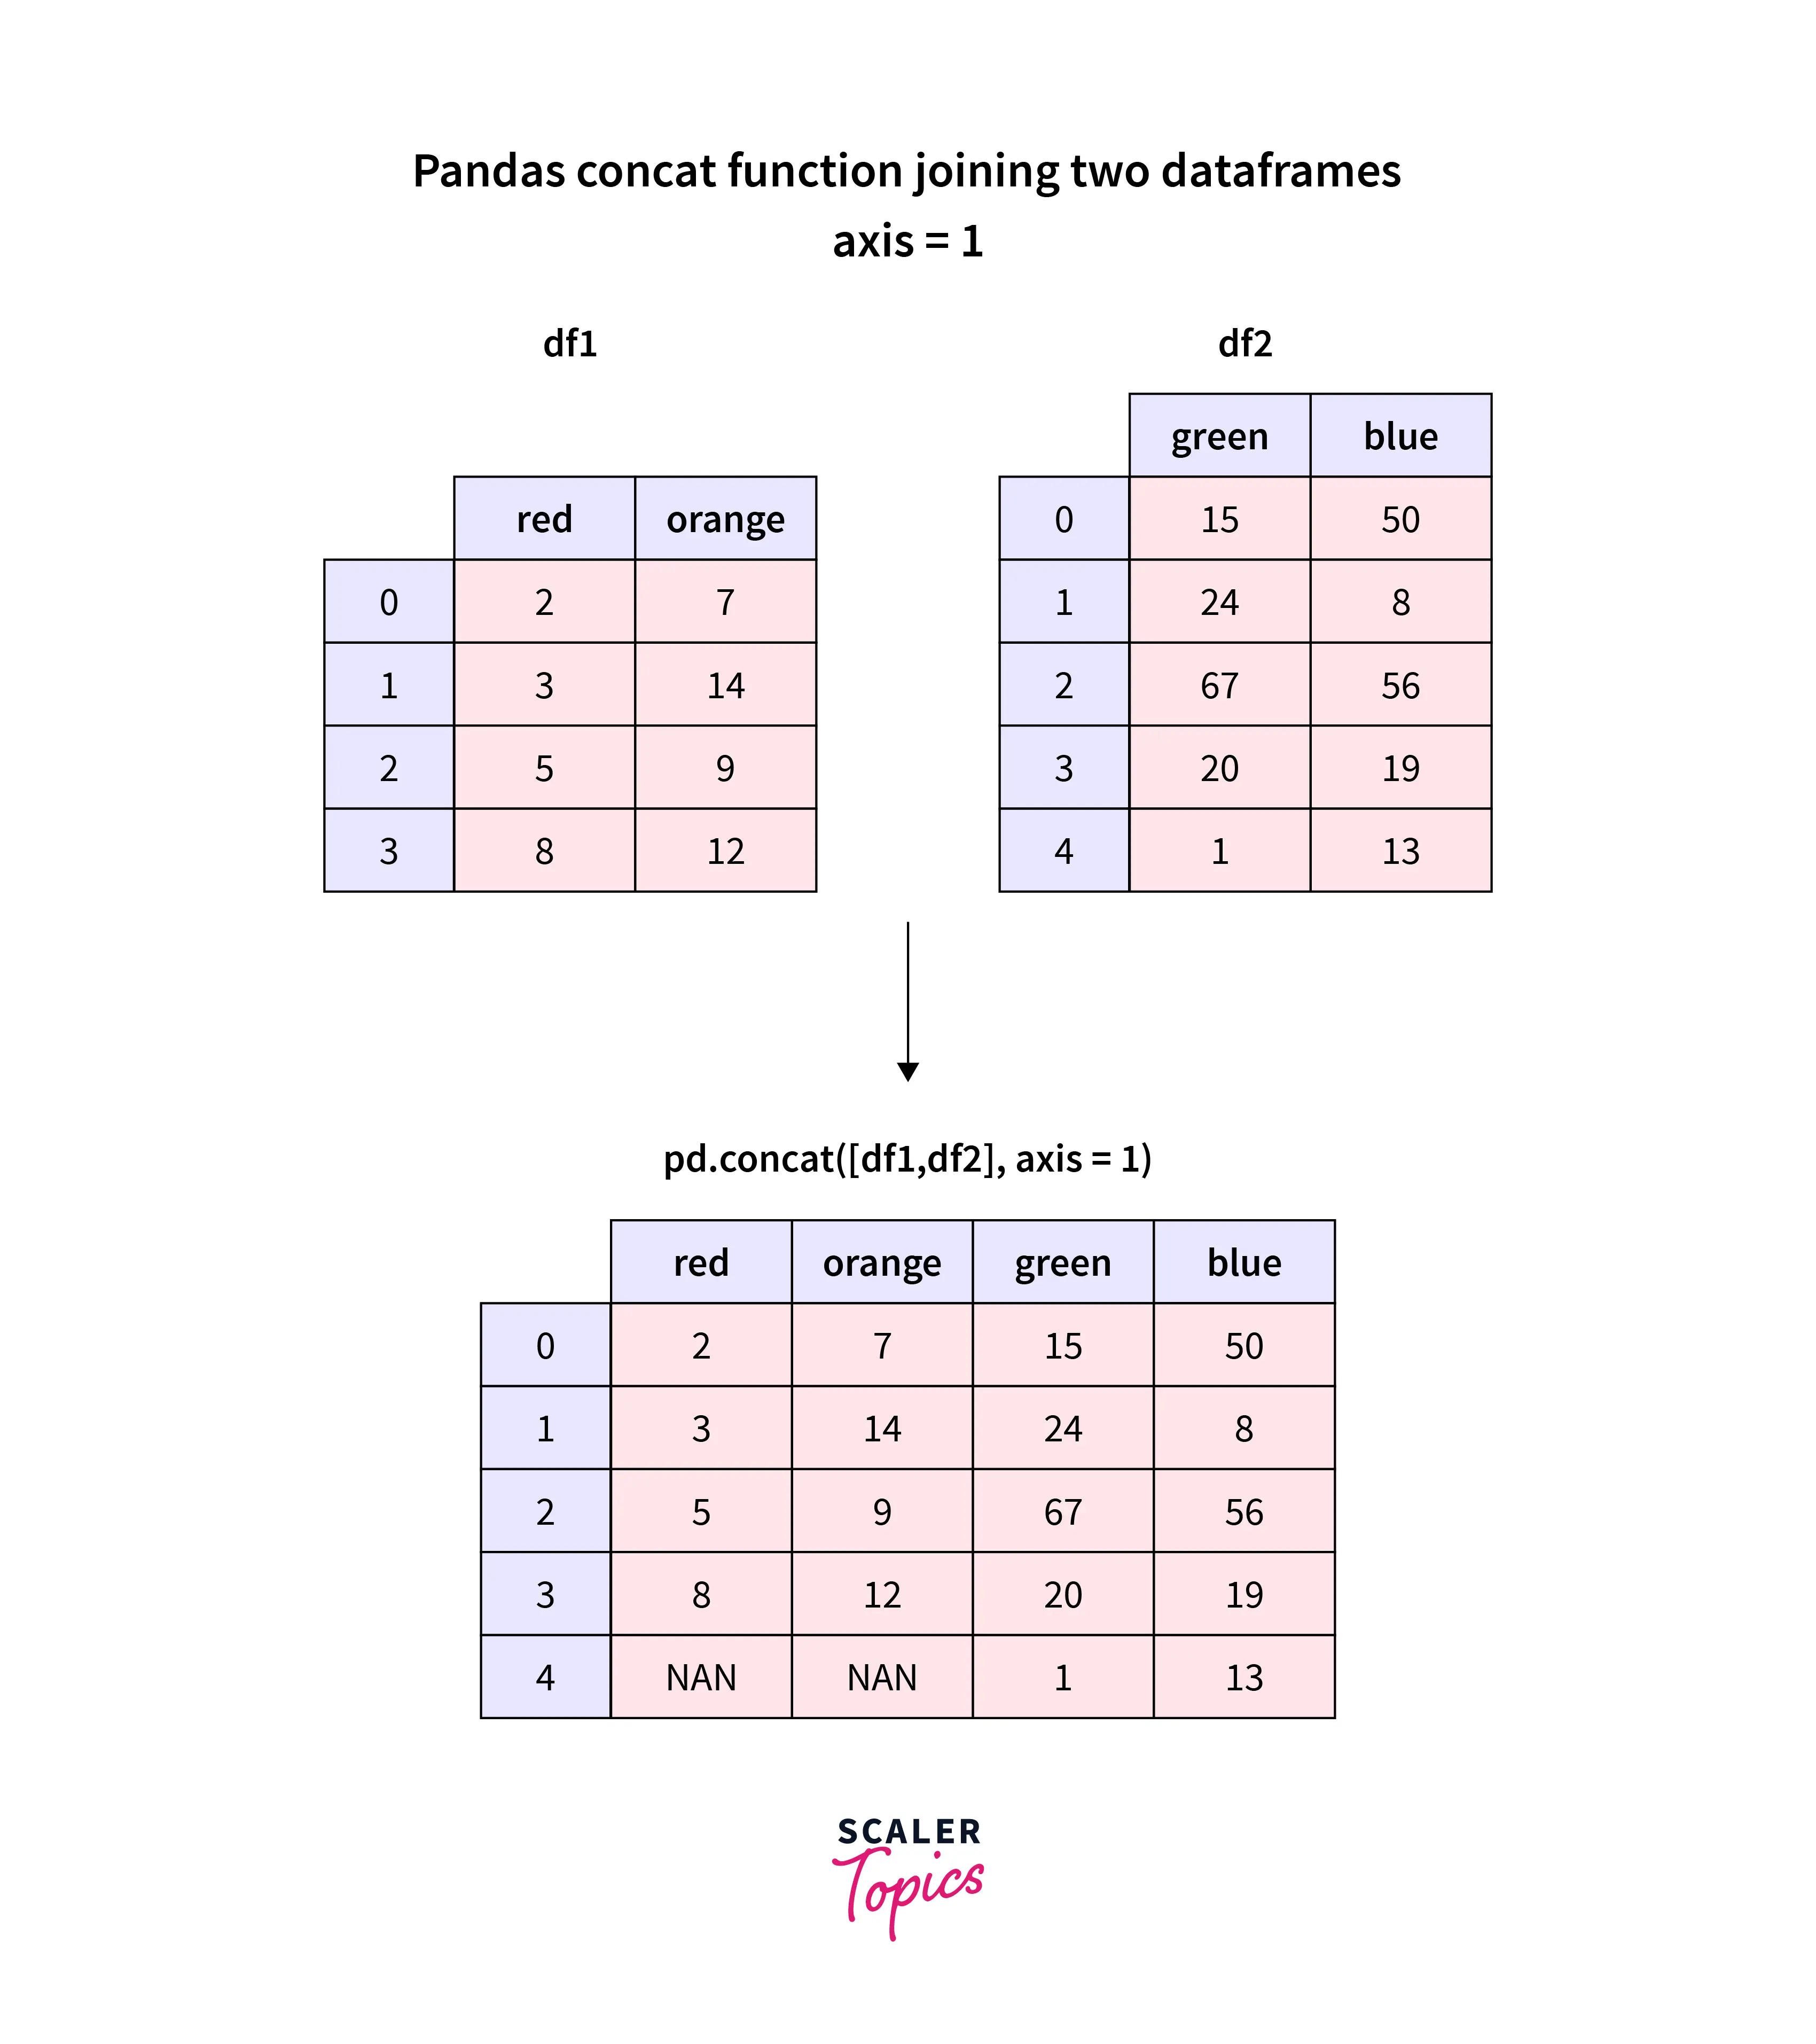 Pandas concat function joining two dataframes
axis = 1
df1
red orange
0 2 7
1 3 14
2 5 9
3 8 12
df2
green blue
0 15 50
1 24 8
2 67 56
3 20 19
4 1 13
pd.concat([df1,df2], axis = 1)
red orange green blue
0 2 7 15 50
1 3 14 24 8
2 5 9 67 56
3 8 12 20 19
4 NAN NAN 1 13
SCALER
Topics